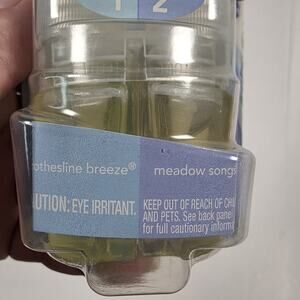 1 2
othesline breeze® meadow songs
UTION: EYE IRRITANT. KEEP OUT OF REACH OF CHI
AND PETS. See back panel
for full cautionary informa